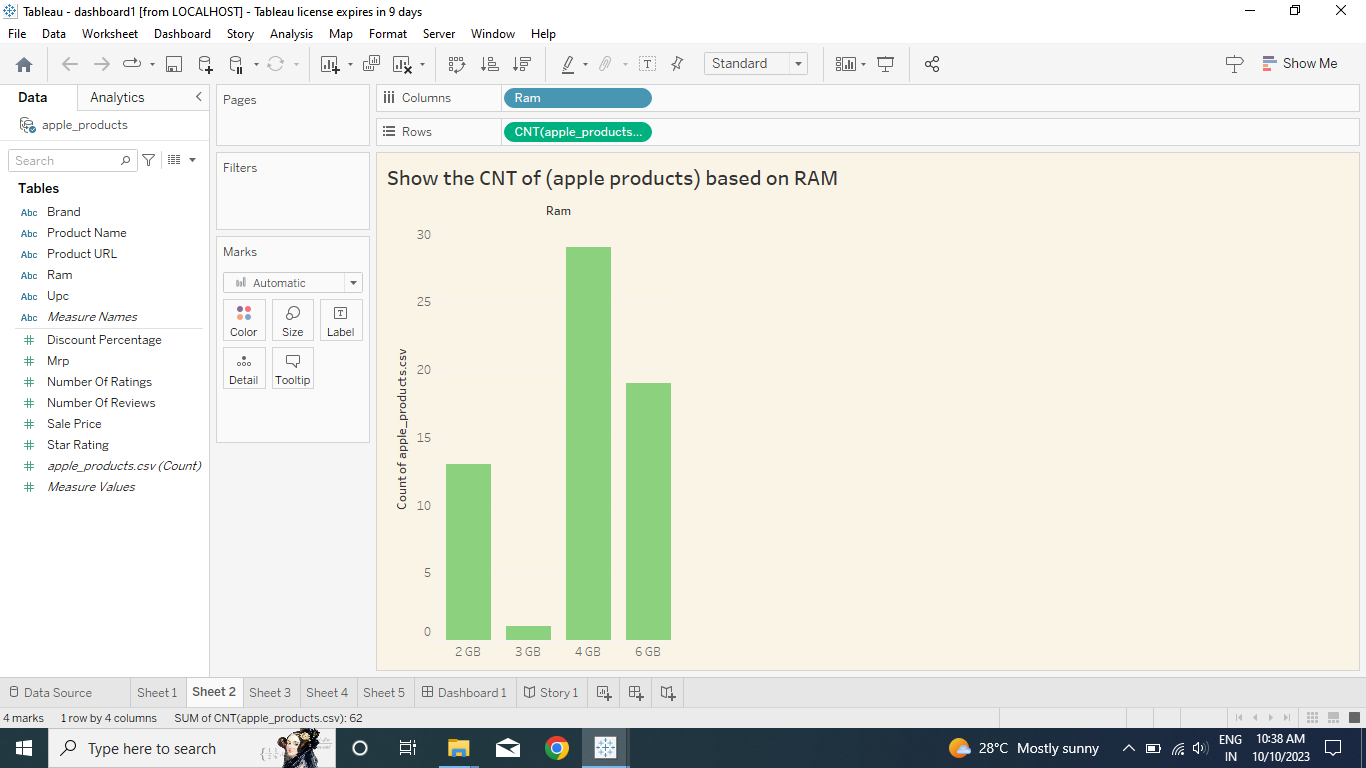 Tableau - dashboard1 [from LOCALHOST] - Tableau license expires in 9 days
File Data Worksheet Dashboard Story Analysis Map Format Server Window Help
Standard
Show Me
Data Analytics
apple_products
Search
Tables
Abc Brand
Abc Product Name
Abc Product URL
Abc Ram
Abc Upc
Abc Measure Names
Discount Percentage
Mrp
Number Of Ratings
Number Of Reviews
Sale Price
Star Rating
apple_products.csv (Count)
Measure Values
Pages
Filters
Marks
Automatic
Color Size Label
Detail Tooltip
Columns Ram
Rows CNT(apple_products...
Show the CNT of (apple products) based on RAM
Ram
Count of apple_products.csv
30
25
20
15
10
5
0
2 GB 3 GB 4 GB 6 GB
Data Source Sheet 1 Sheet 2 Sheet 3 Sheet 4 Sheet 5 Dashboard 1 Story 1
4 marks 1 row by 4 columns SUM of CNT(apple_products.csv): 62
Type here to search
28°C Mostly sunny
ENG
IN
10:38 AM
10/10/2023